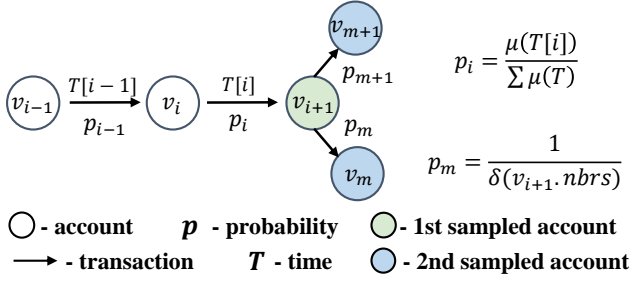 v_{m+1}
T[i − 1] T[i] p_{m+1}
v_{i−1} v_i v_{i+1}
p_{i−1} p_i p_m
v_m
p_i = μ(T[i]) / ∑ μ(T)
p_m = 1 / δ(v_{i+1}.nbrs)
- account p - probability - 1st sampled account
- transaction T - time - 2nd sampled account